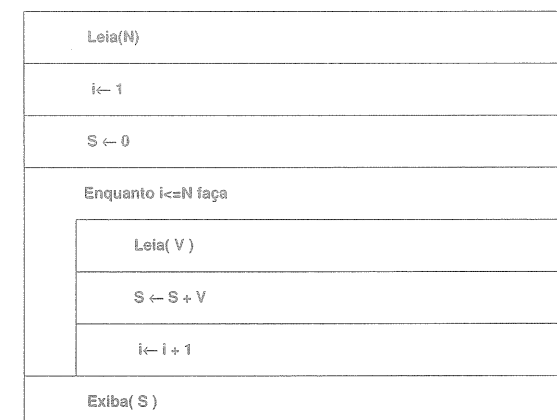 Leia(N)
i← 1
S ← 0
Enquanto i<=N faça
Leia( V )
S ← S + V
i← i + 1
Exiba( S )